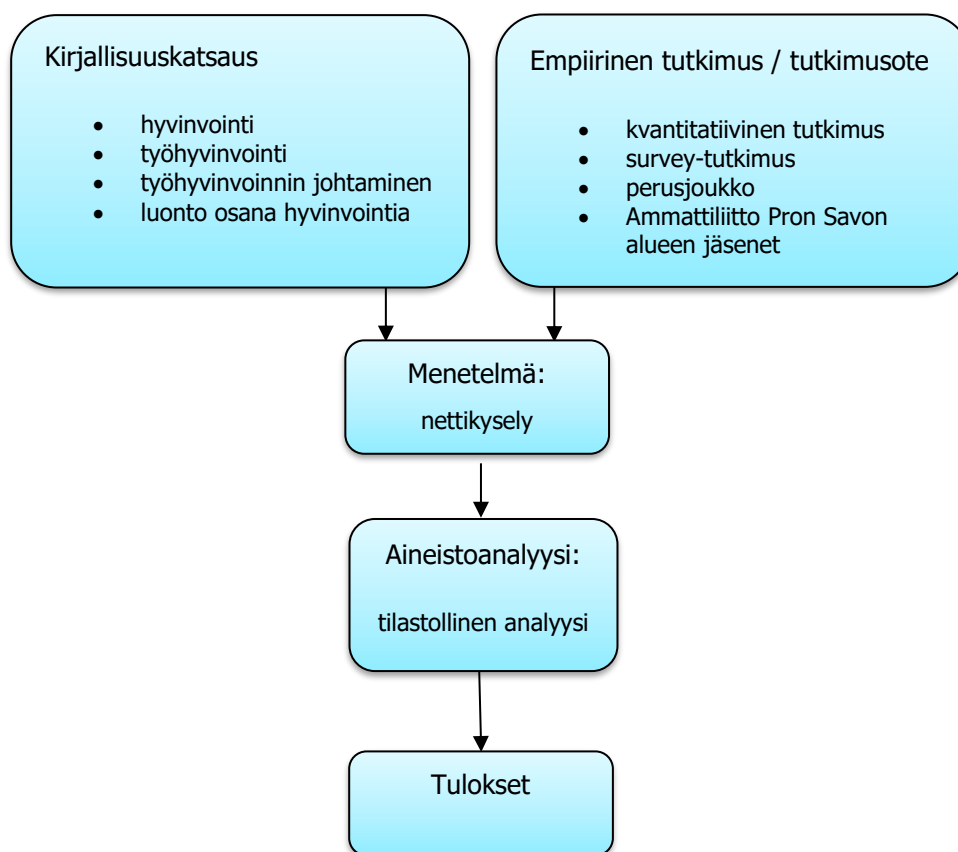 Kirjallisuuskatsaus
• hyvinvointi
• työhyvinvointi
• työhyvinvoinnin johtaminen
• luonto osana hyvinvointia
Empiirinen tutkimus / tutkimusote
• kvantitatiivinen tutkimus
• survey-tutkimus
• perusjoukko
• Ammattiliitto Pron Savon
alueen jäsenet
Menetelmä:
nettikysely
Aineistoanalyysi:
tilastollinen analyysi
Tulokset